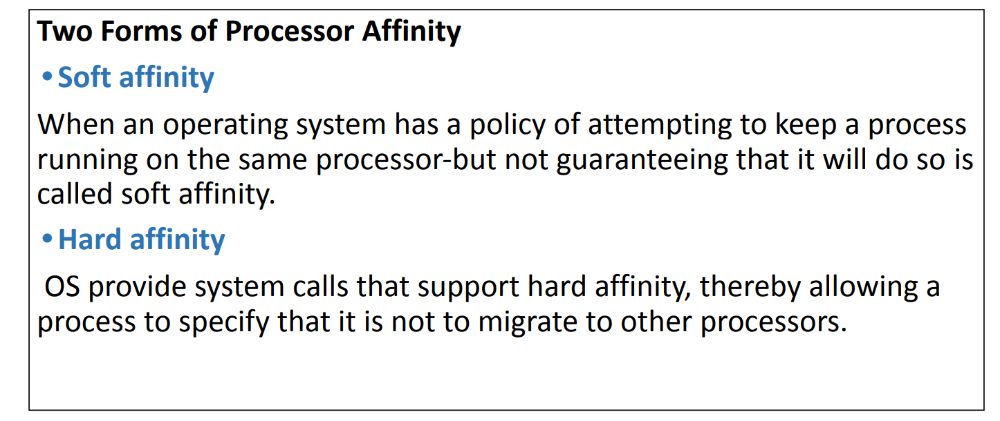 Two Forms of Processor Affinity
•Soft affinity
When an operating system has a policy of attempting to keep a process
running on the same processor-but not guaranteeing that it will do so is
called soft affinity.
•Hard affinity
OS provide system calls that support hard affinity, thereby allowing a
process to specify that it is not to migrate to other processors.